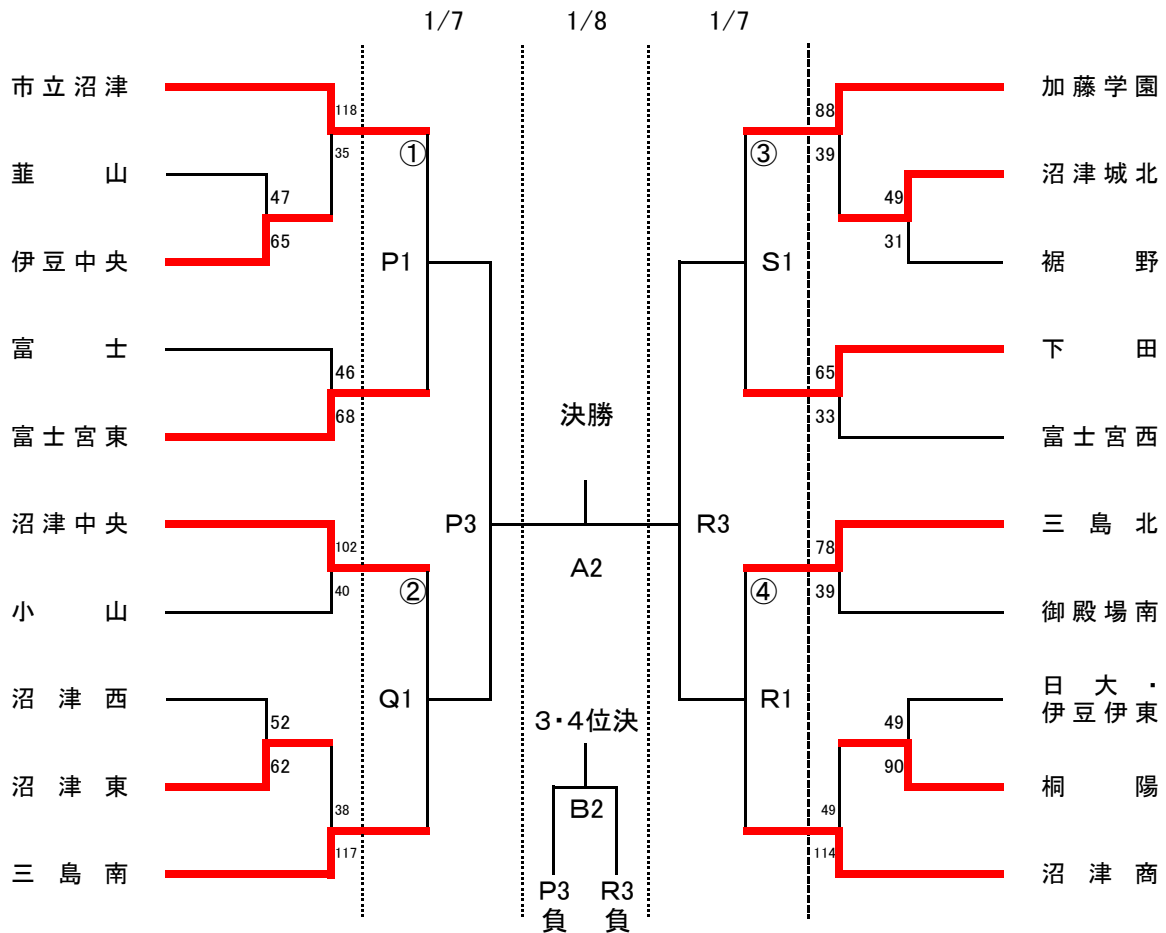 1/7 1/8 1/7
市立沼津 118 88 加藤学園
35 ① ③ 39
韮山 47 49 沼津城北
65 31
伊豆中央 P1 S1 裾野
富士 46 65 下田
68 33
富士宮東 決勝 富士宮西
沼津中央 102 P3 R3 78 三島北
40 ② A2 ④ 39
小山 御殿場南
沼津西 52 Q1 3・4位決 R1 49 日大・
伊豆伊東
62 90
沼津東 38 B2 49 桐陽
117 114
三島南 P3 R3 沼津商
負 負